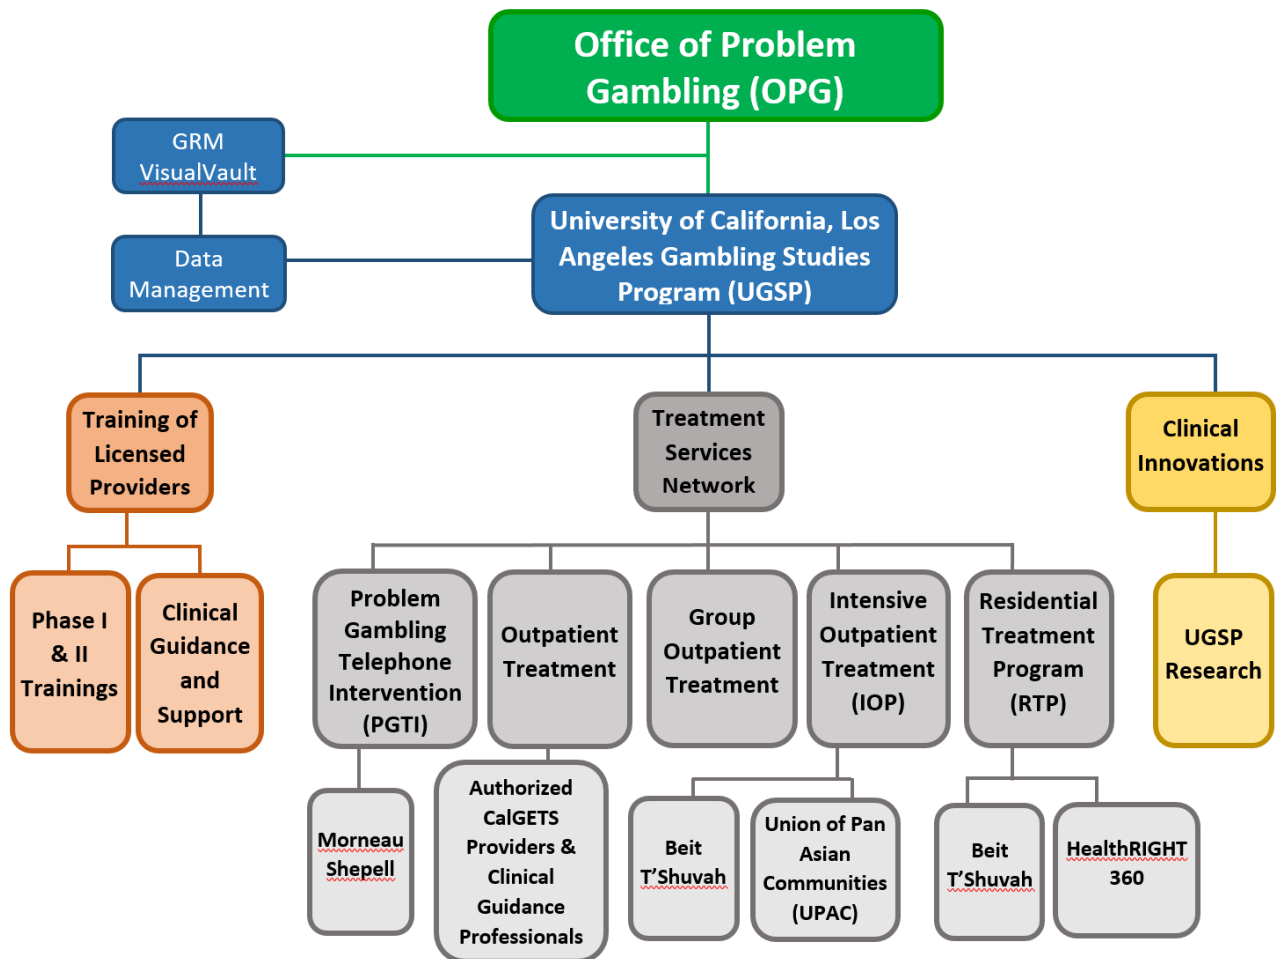 Office of Problem
Gambling (OPG)
GRM
VisualVault
University of California, Los
Angeles Gambling Studies
Program (UGSP)
Data
Management
Training of
Licensed
Providers
Treatment
Services
Network
Clinical
Innovations
Phase I
& II
Trainings
Clinical
Guidance
and
Support
Problem
Gambling
Telephone
Intervention
(PGTI)
Outpatient
Treatment
Group
Outpatient
Treatment
Intensive
Outpatient
Treatment
(IOP)
Residential
Treatment
Program
(RTP)
UGSP
Research
Morneau
Shepell
Authorized
CalGETS
Providers &
Clinical
Guidance
Professionals
Beit
T’Shuvah
Union of Pan
Asian
Communities
(UPAC)
Beit
T’Shuvah
HealthRIGHT
360